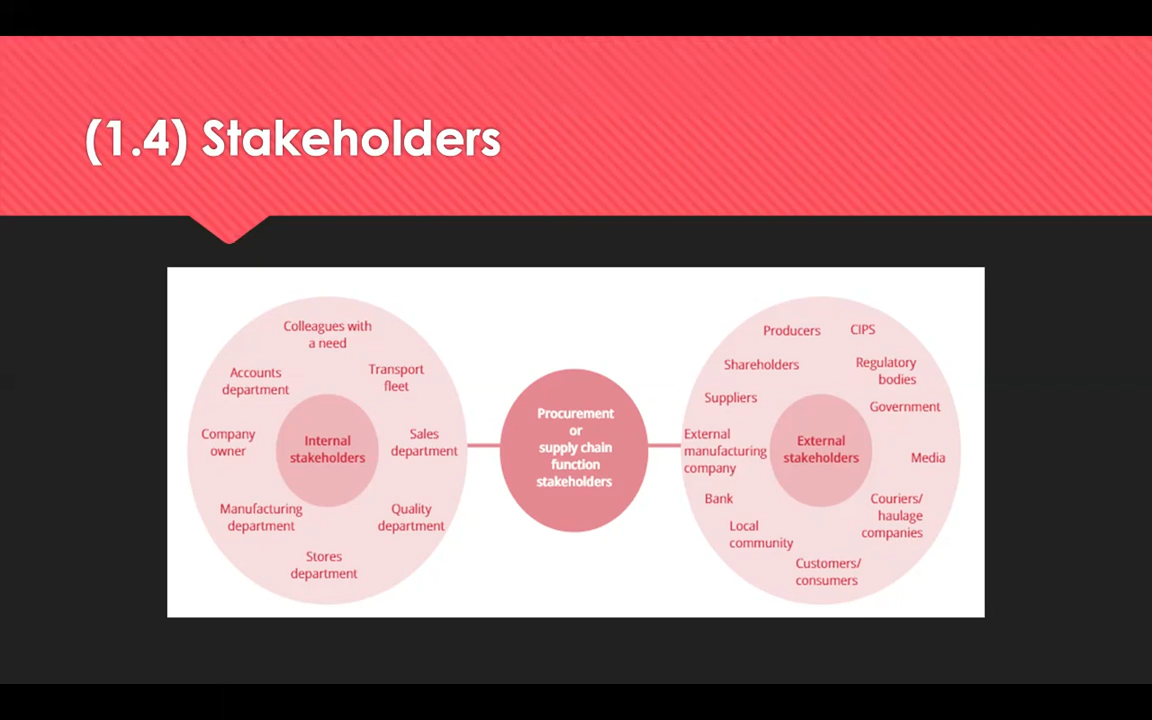 (1.4) Stakeholders
Colleagues with
a need
Accounts
department
Transport
fleet
Company
owner
Internal
stakeholders
Sales
department
Manufacturing
department
Quality
department
Stores
department
Procurement
or
supply chain
function
stakeholders
Producers
CIPS
Shareholders
Regulatory
bodies
Suppliers
Government
External
manufacturing
company
External
stakeholders
Media
Bank
Couriers/
haulage
companies
Local
community
Customers/
consumers